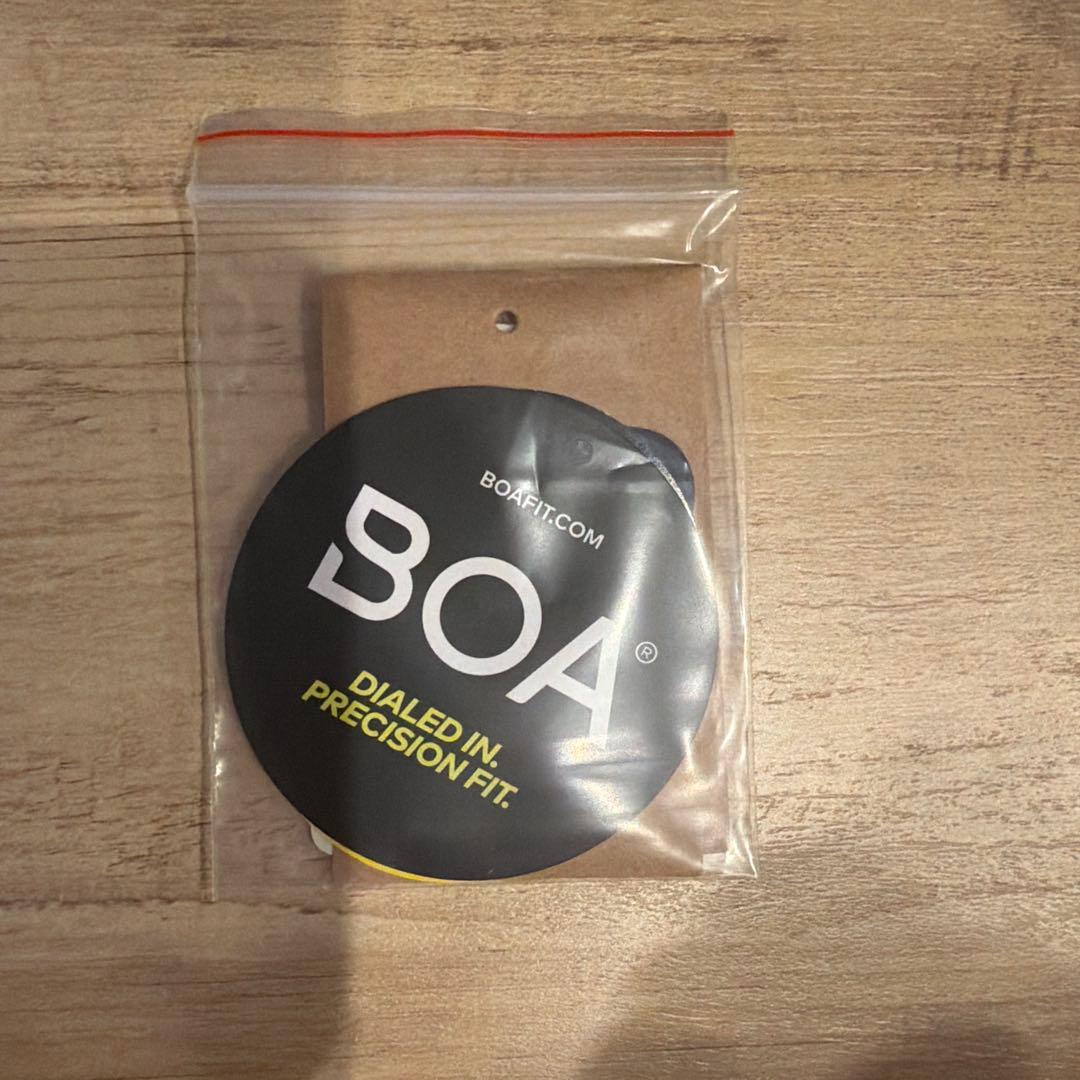 BOAFIT.COM
BOA®
DIALED IN.
PRECISION FIT.